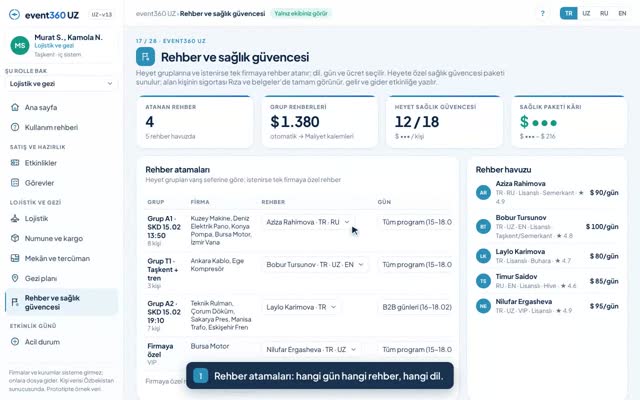 event360 UZ
UZ-v13
MS
Murat S., Kamola N.
Lojistik ve gezi
Taşkent · iç sistem
ŞU ROLLE BAK
Lojistik ve gezi
Ana sayfa
Kullanım rehberi
SATIŞ VE HAZIRLIK
Etkinlikler
Görevler
LOJİSTİK VE GEZİ
Lojistik
Numune ve kargo
Mekân ve tercüman
Gezi planı
Rehber ve sağlık
güvencesi
ETKİNLİK GÜNÜ
Acil durum
Firmalar ve kurumlar sisteme girmez;
onlara dosya gider. Kişi verisi Özbekistan
sunucusunda. Prototipte örnek veri.
event360 UZ › Rehber ve sağlık güvencesi
Yalnız ekibiniz görür
?
TR UZ RU EN
17 / 28 · EVENT360 UZ
Rehber ve sağlık güvencesi
Heyet gruplarına ve istenirse tek firmaya rehber atanır; dil, gün ve ücret seçilir. Heyete özel sağlık güvencesi paketi
sunulur; alan kişinin sigortası Rıza ve belgeler'de tamam görünür, gelir ve gider etkinliğe yazılır.
ATANAN REHBER
4
5 rehber havuzda
GRUP REHBERLERİ
$ 1.380
otomatik → Maliyet kalemleri
HEYET SAĞLIK GÜVENCESİ
12 / 18
$ ••• / kişi
SAĞLIK PAKETİ KÂRI
$ •••
$ ••• − $ 216
Rehber atamaları
Heyet grupları varış seferine göre; istenirse tek firmaya özel rehber
GRUP FİRMA REHBER GÜN
Grup A1 ·
SKD 15.02
13:50
8 kişi
Kuzey Makine, Deniz
Elektrik Pano, Konya
Pompa, Bursa Motor,
İzmir Vana
Aziza Rahimova · TR · RU
Tüm program (15–18.0
Grup T1 ·
Taşkent +
tren
3 kişi
Ankara Kablo, Ege
Kompresör
Bobur Tursunov · TR · UZ · EN
Tüm program (15–18.0
Grup A2 ·
SKD 15.02
19:10
7 kişi
Teknik Rulman,
Çorum Döküm,
Sakarya Pres, Manisa
Trafo, Eskişehir Fren
Laylo Karimova · TR
B2B günleri (16–18.02)
Firmaya
özel
VIP
Bursa Motor
Nilufar Ergasheva · TR · UZ
Tüm program (15–18.0
Firmaya özel r
Rehber havuzu
AR
Aziza Rahimova
TR · RU · Lisanslı · Semerkant · ★
4.9
$ 90/gün
BT
Bobur Tursunov
TR · UZ · EN · Lisanslı ·
Taşkent/Semerkant · ★ 4.8
$ 100/gün
LK
Laylo Karimova
TR · Lisanslı · Buhara · ★ 4.7
$ 80/gün
TS
Timur Saidov
RU · EN · Lisanslı · Hive · ★ 4.6
$ 85/gün
NE
Nilufar Ergasheva
TR · UZ · VIP · Lisanslı · ★ 4.9
$ 95/gün
1
Rehber atamaları: hangi gün hangi rehber, hangi dil.